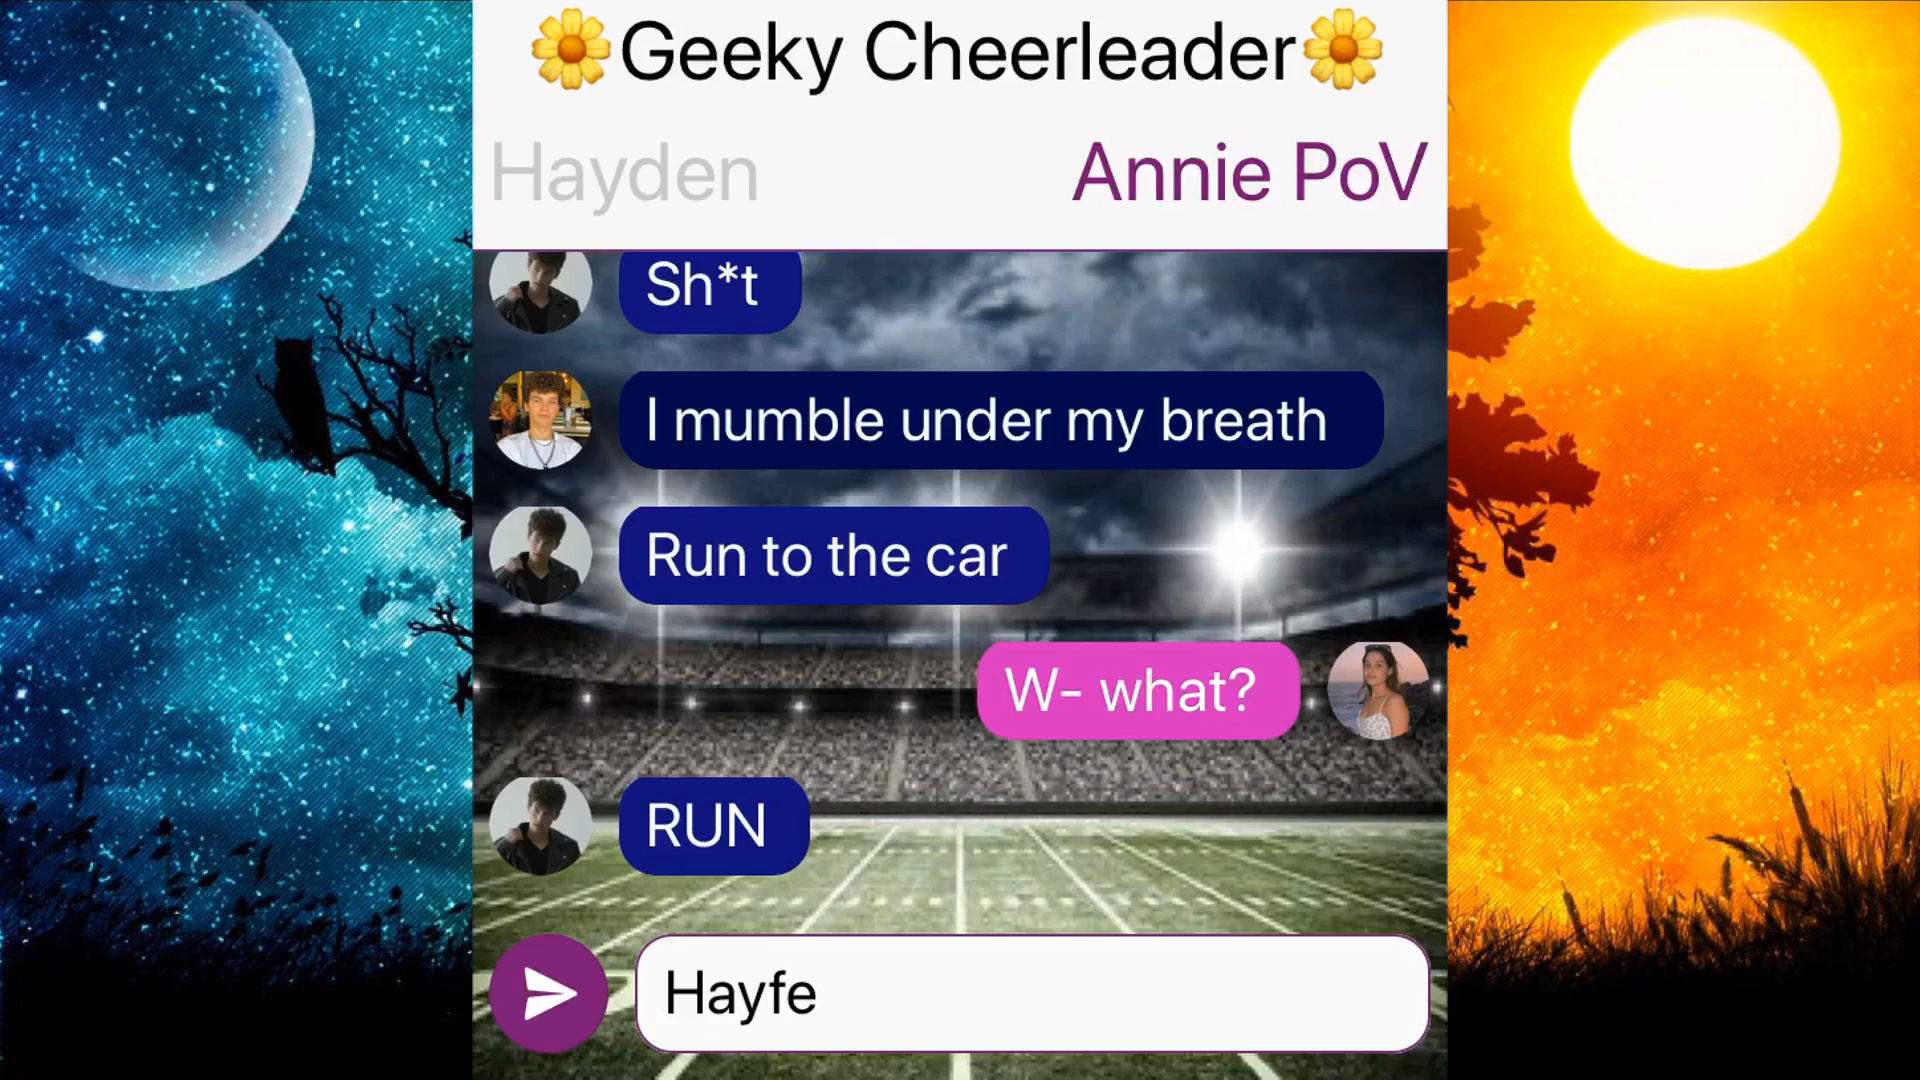 🌼Geeky Cheerleader🌼
Hayden
Annie PoV
Sh*t
I mumble under my breath
Run to the car
W- what?
RUN
Hayfe